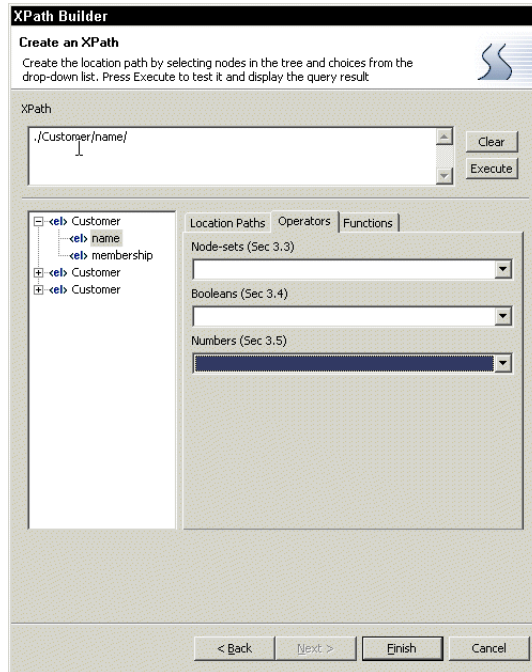 XPath Builder
Create an XPath
Create the location path by selecting nodes in the tree and choices from the
drop-down list. Press Execute to test it and display the query result
XPath
./Customer/name/
Clear
Execute
<el> Customer
<el> name
<el> membership
<el> Customer
<el> Customer
Location Paths Operators Functions
Node-sets (Sec 3.3)
Booleans (Sec 3.4)
Numbers (Sec 3.5)
< Back Next > Finish Cancel